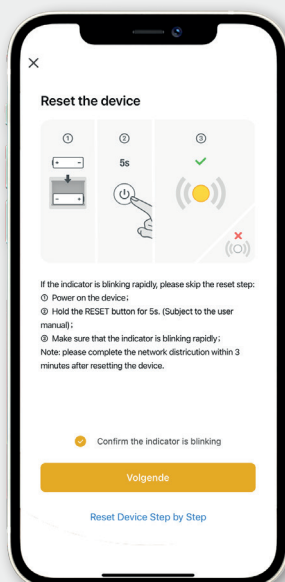 Reset the device
① ② ③
5s
If the indicator is blinking rapidly, please skip the reset step:
① Power on the device;
② Hold the RESET button for 5s. (Subject to the user
manual);
③ Make sure that the indicator is blinking rapidly;
Note: please complete the network districution within 3
minutes after resetting the device.
Confirm the indicator is blinking
Volgende
Reset Device Step by Step